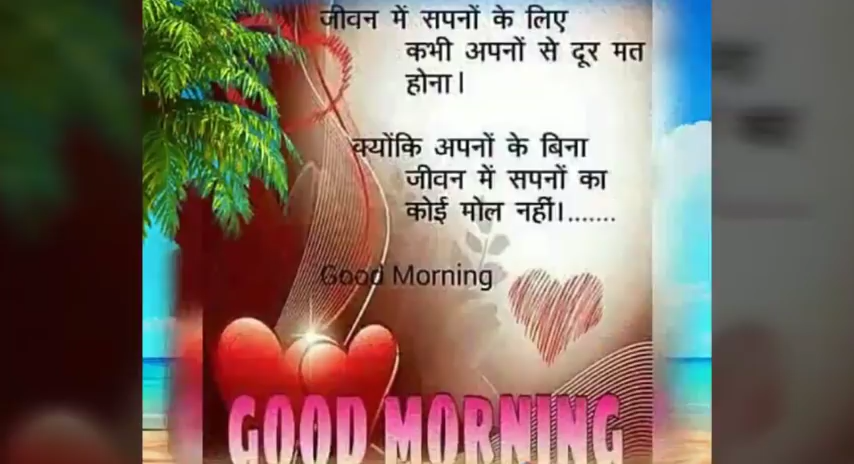 जीवन में सपनों के लिए
कभी अपनों से दूर मत
होना।
क्योंकि अपनों के बिना
जीवन में सपनों का
कोई मोल नहीं।.......
Good Morning
GOOD MORNING